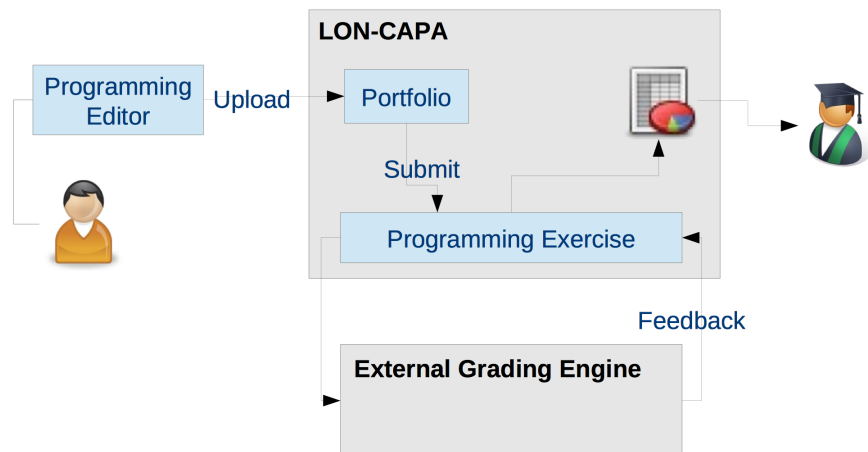 LON-CAPA
Programming
Editor
Upload
Portfolio
Submit
Programming Exercise
Feedback
External Grading Engine